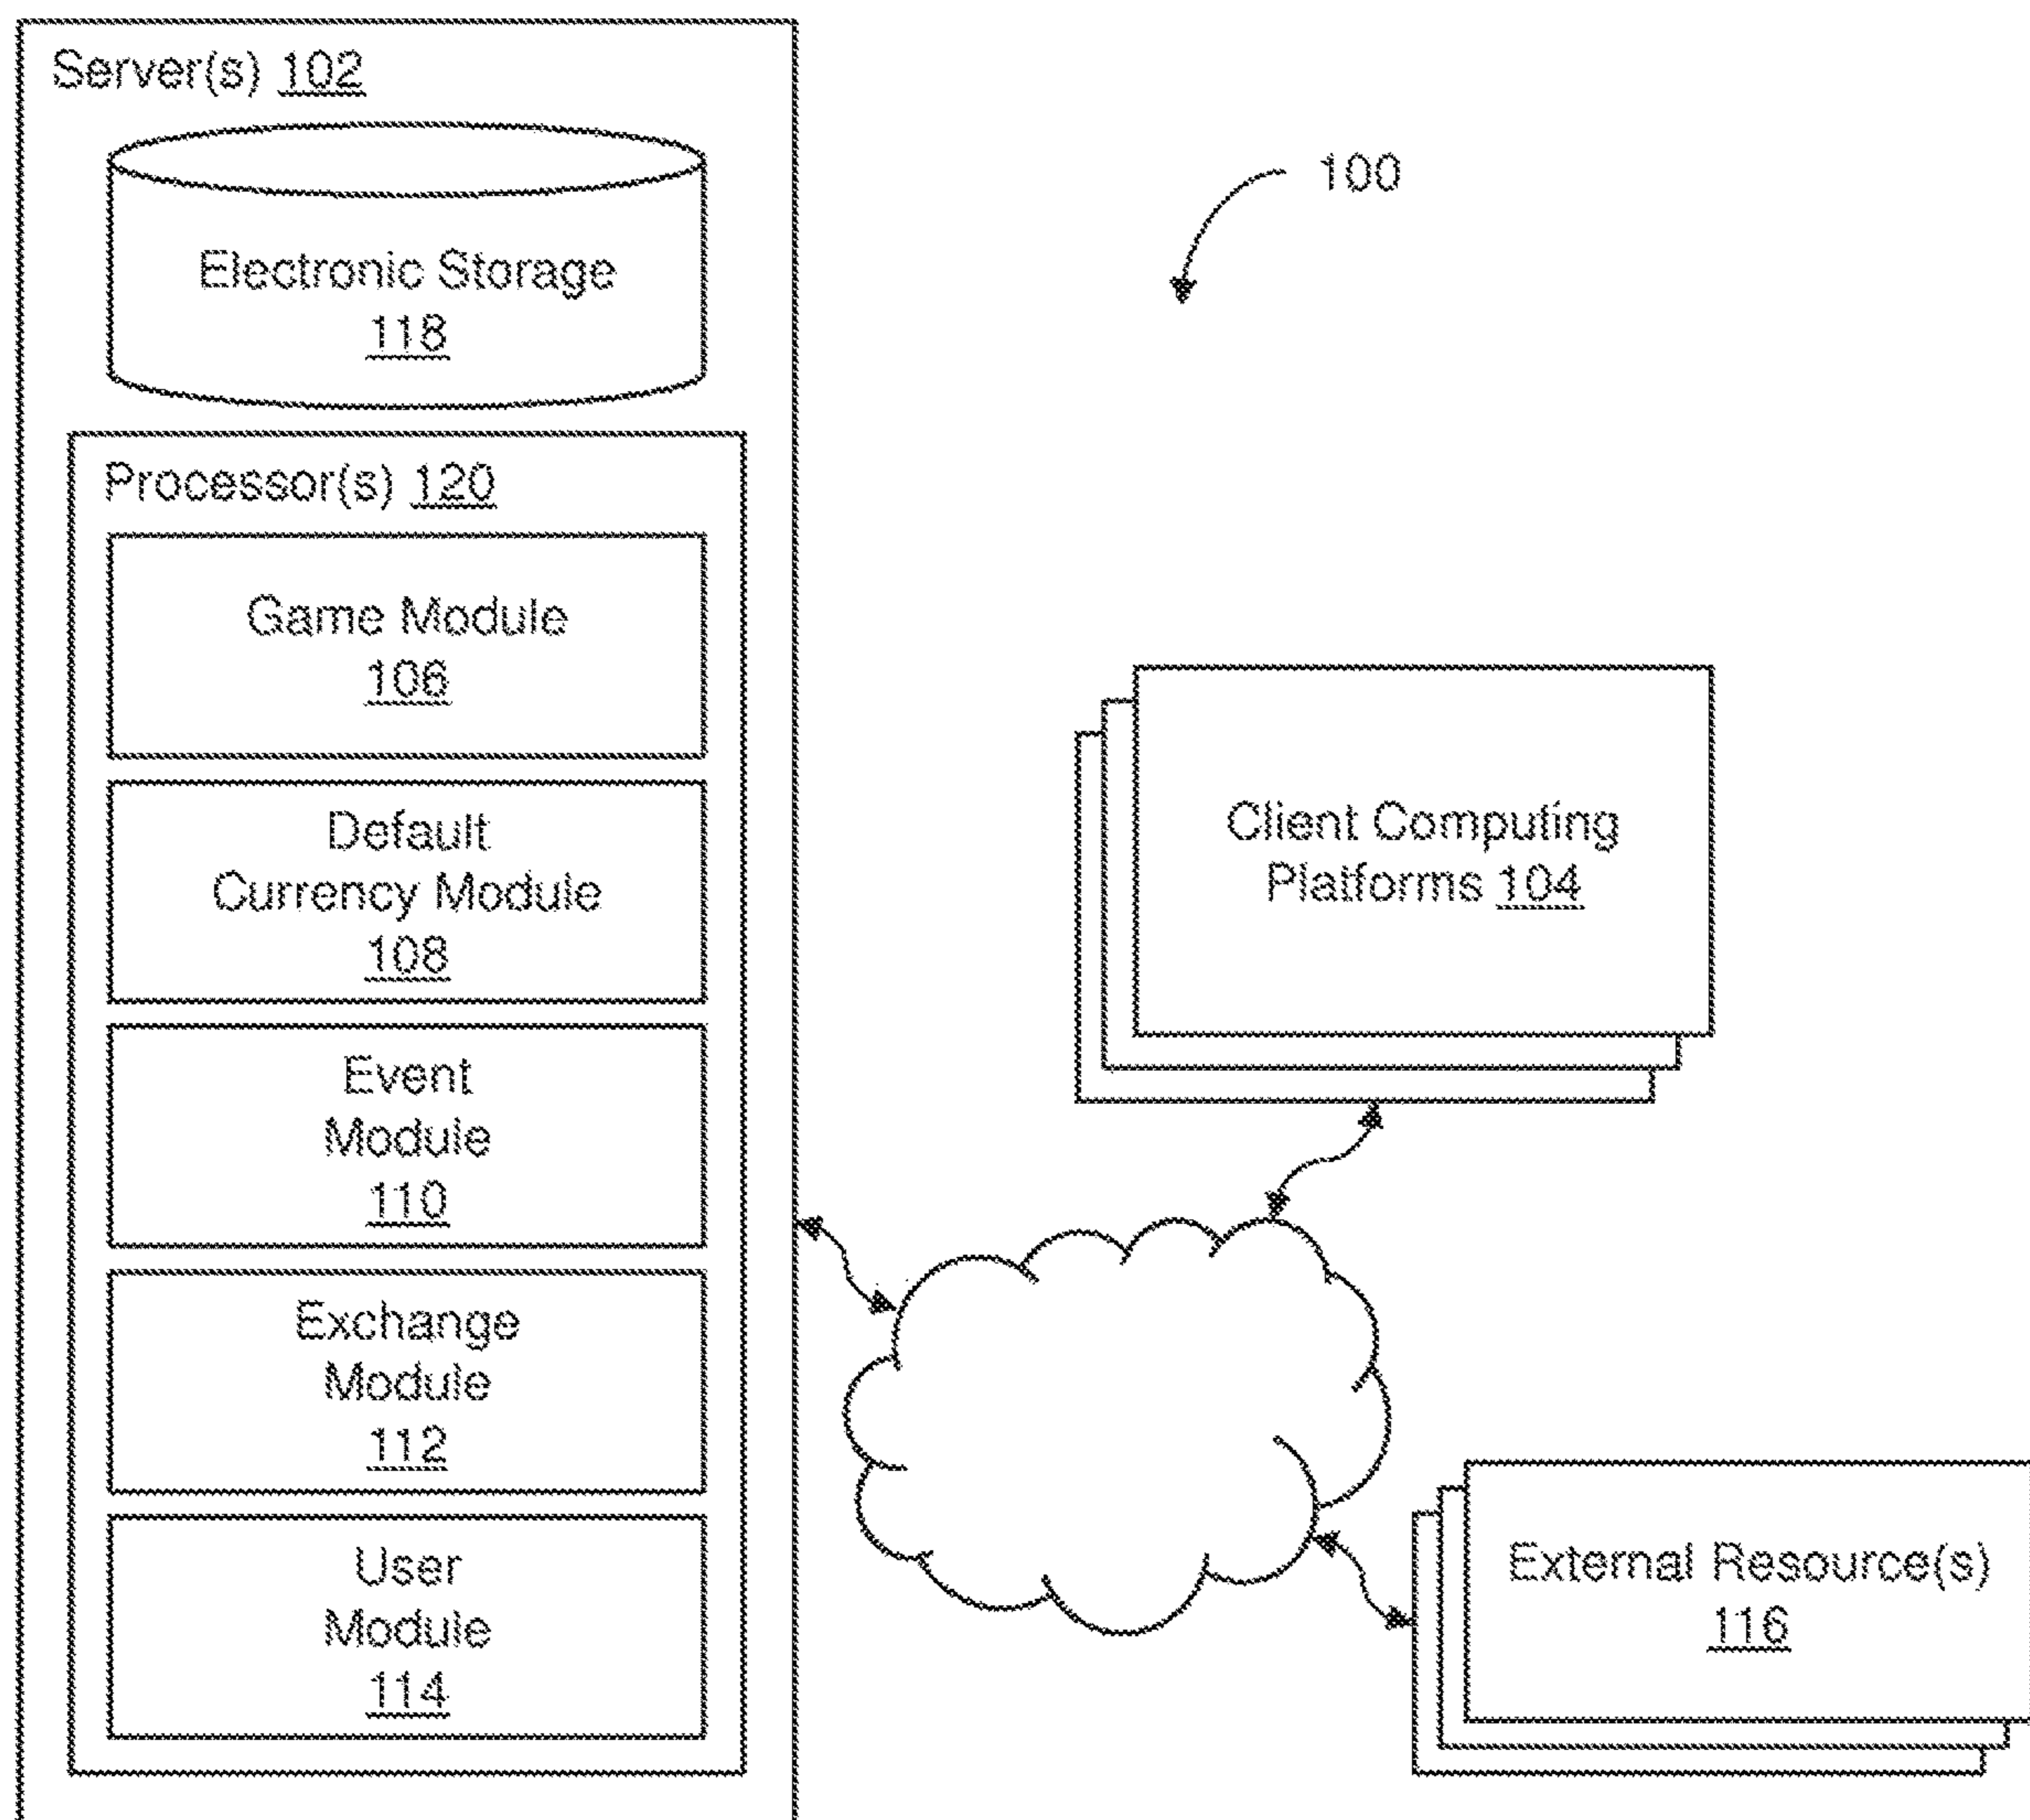 Server(s) 102
Electronic Storage
118
100
Processor(s) 120
Game Module
106
Default
Currency Module
108
Event
Module
110
Exchange
Module
112
User
Module
114
Client Computing
Platforms 104
External Resource(s)
116